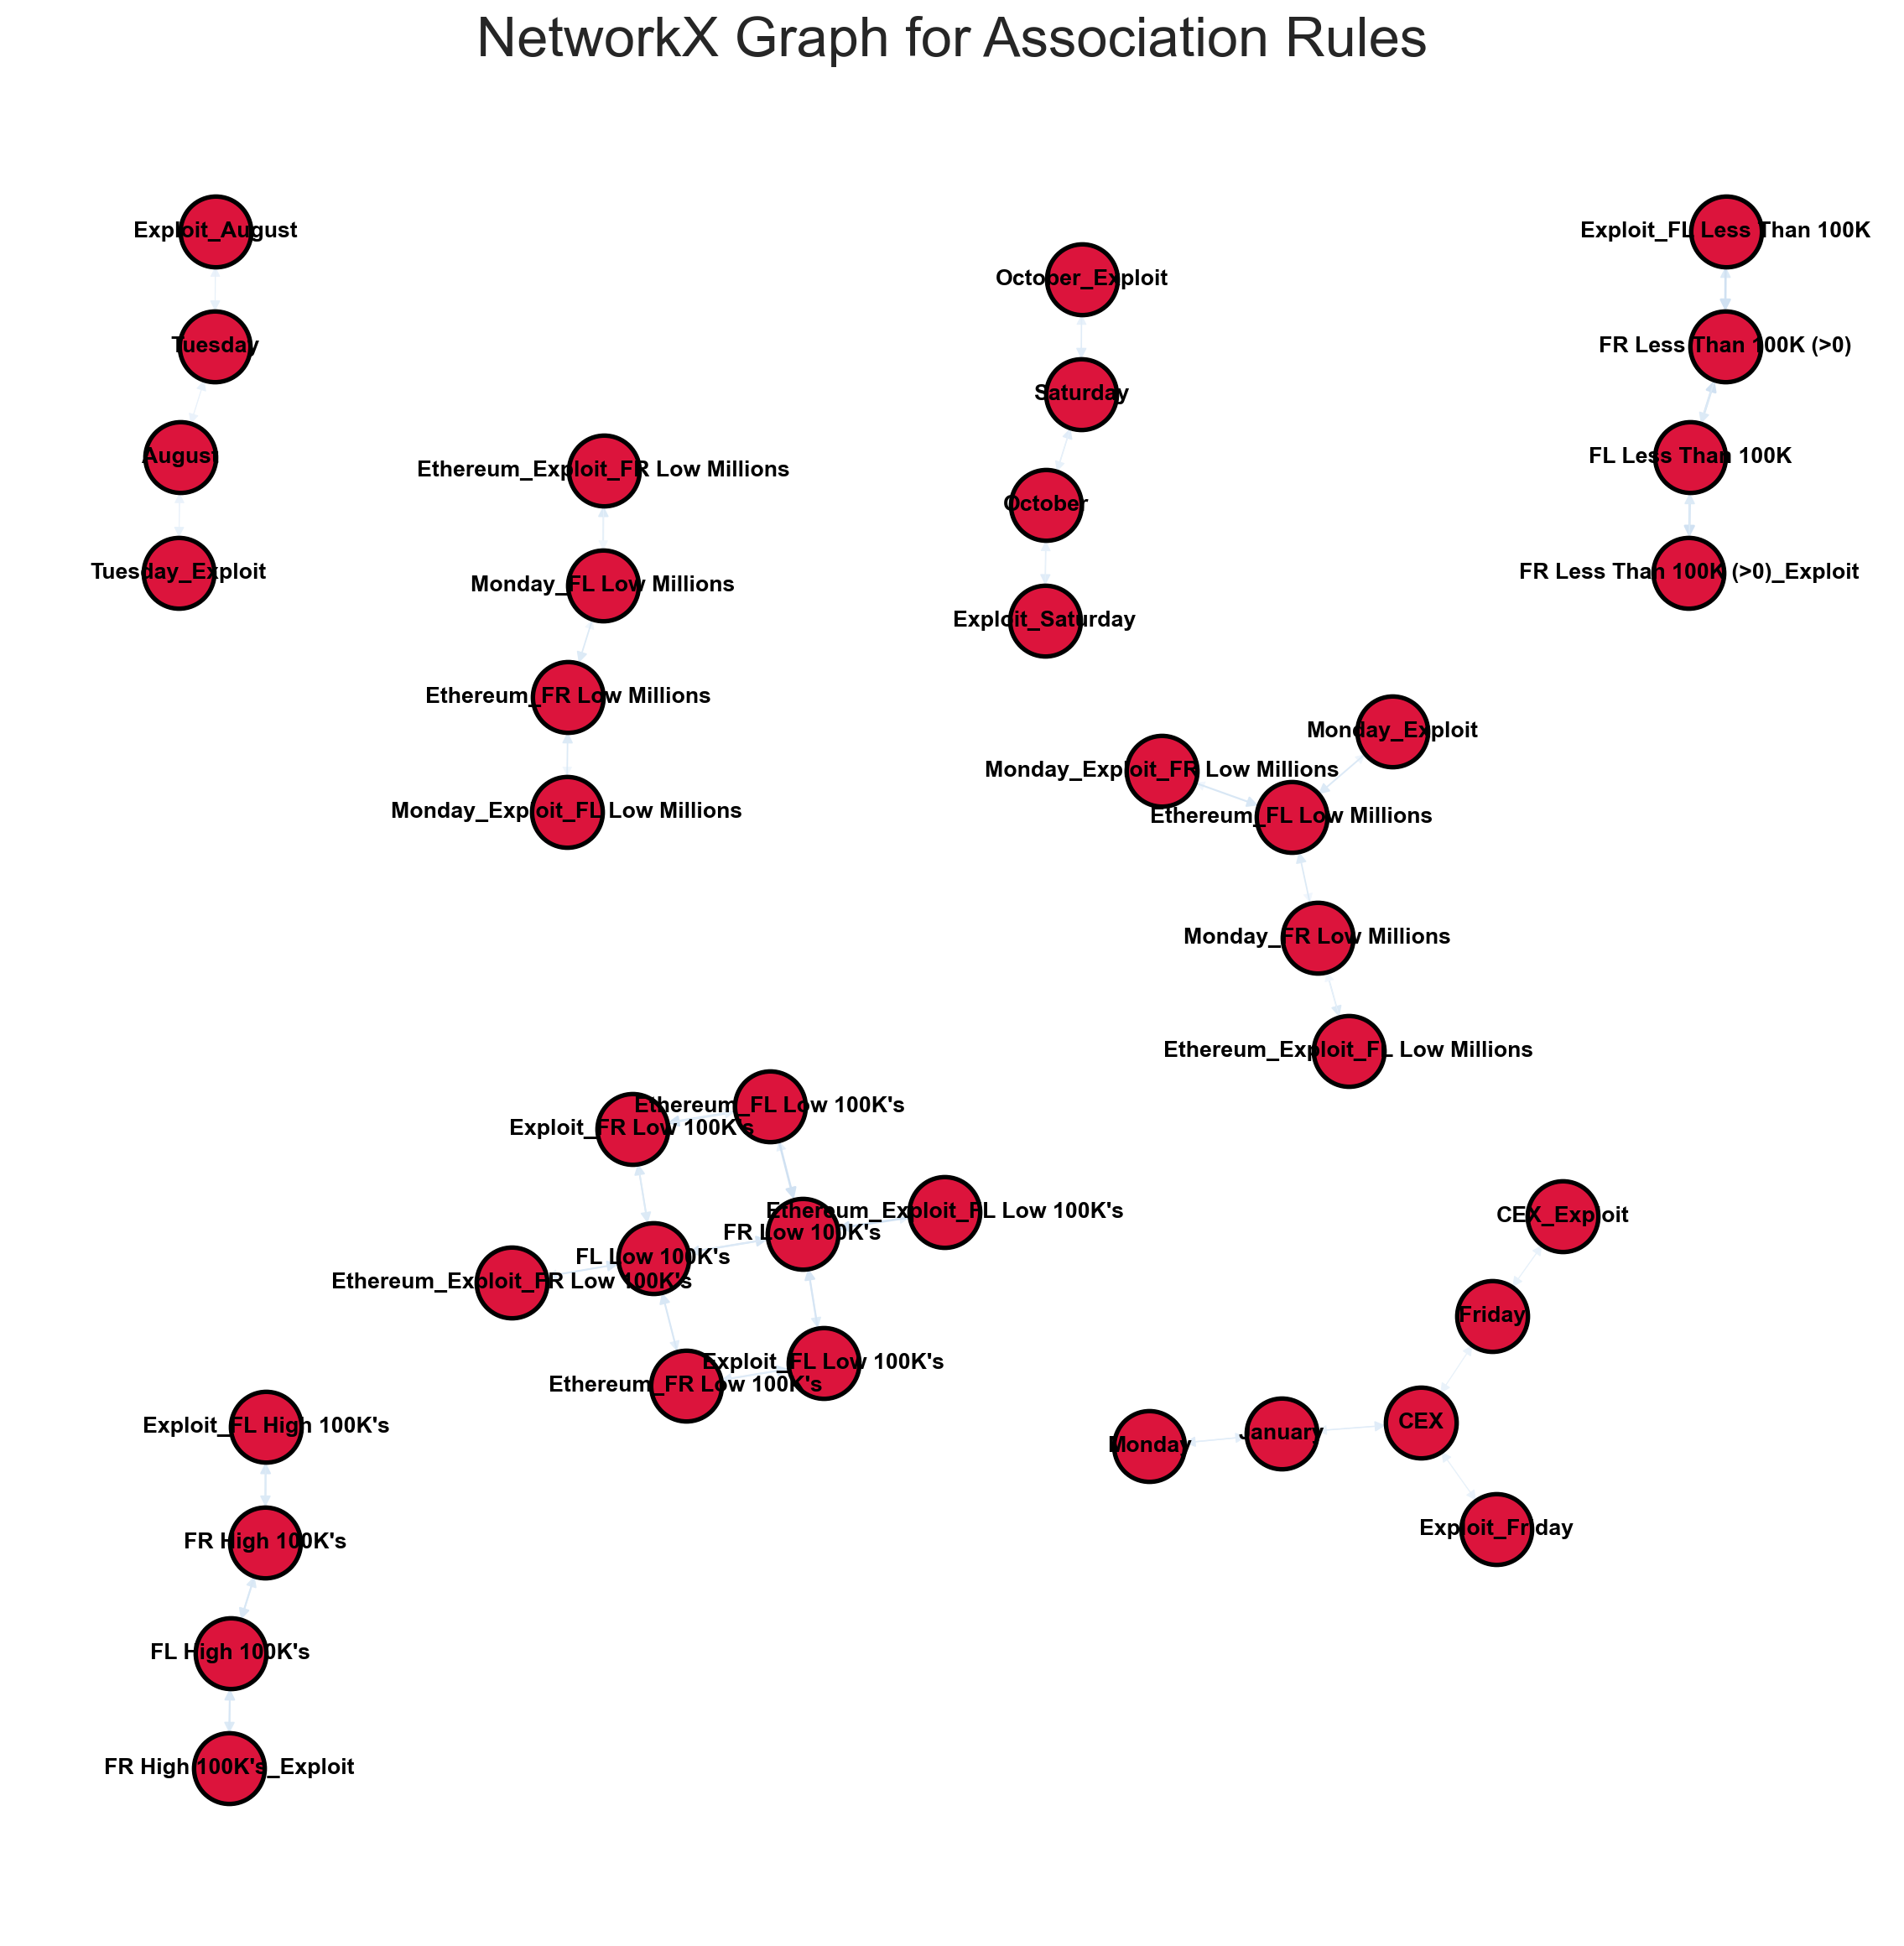 NetworkX Graph for Association Rules
Exploit_August
Tuesday
August
Tuesday_Exploit
Ethereum_Exploit_FR Low Millions
Monday_FL Low Millions
Ethereum_FR Low Millions
Monday_Exploit_FL Low Millions
October_Exploit
Saturday
October
Exploit_Saturday
Exploit_FL Less Than 100K
FR Less Than 100K (>0)
FL Less Than 100K
FR Less Than 100K (>0)_Exploit
Monday_Exploit
Monday_Exploit_FR Low Millions
Ethereum_FL Low Millions
Monday_FR Low Millions
Ethereum_Exploit_FL Low Millions
Ethereum_FL Low 100K's
Exploit_FR Low 100K's
Ethereum_Exploit_FL Low 100K's
FR Low 100K's
FL Low 100K's
Ethereum_Exploit_FR Low 100K's
Exploit_FL Low 100K's
Ethereum_FR Low 100K's
CEX_Exploit
Friday
CEX
January
Monday
Exploit_Friday
Exploit_FL High 100K's
FR High 100K's
FL High 100K's
FR High 100K's_Exploit